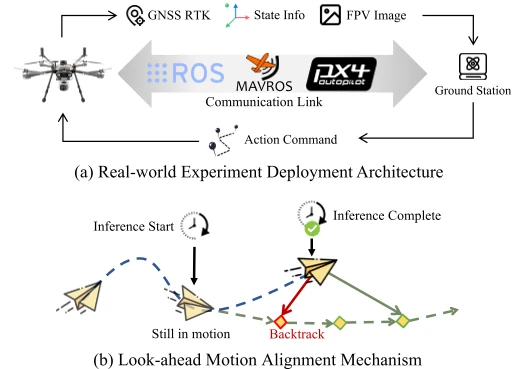 GNSS RTK
State Info
FPV Image
ROS
MAVROS
px4
autopilot
Communication Link
Ground Station
Action Command
(a) Real-world Experiment Deployment Architecture
Inference Start
Inference Complete
Still in motion
Backtrack
(b) Look-ahead Motion Alignment Mechanism